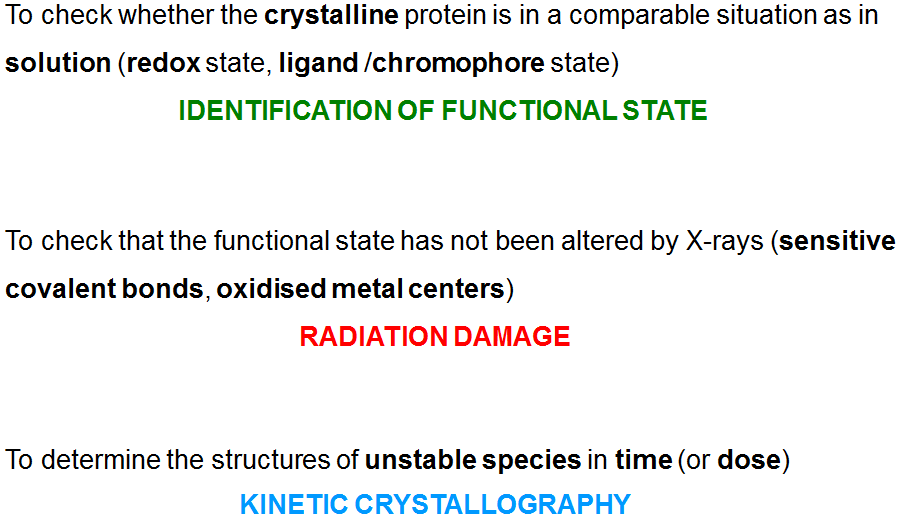 To check whether the crystalline protein is in a comparable situation as in
solution (redox state, ligand /chromophore state)
IDENTIFICATION OF FUNCTIONAL STATE
To check that the functional state has not been altered by X-rays (sensitive
covalent bonds, oxidised metal centers)
RADIATION DAMAGE
To determine the structures of unstable species in time (or dose)
KINETIC CRYSTALLOGRAPHY